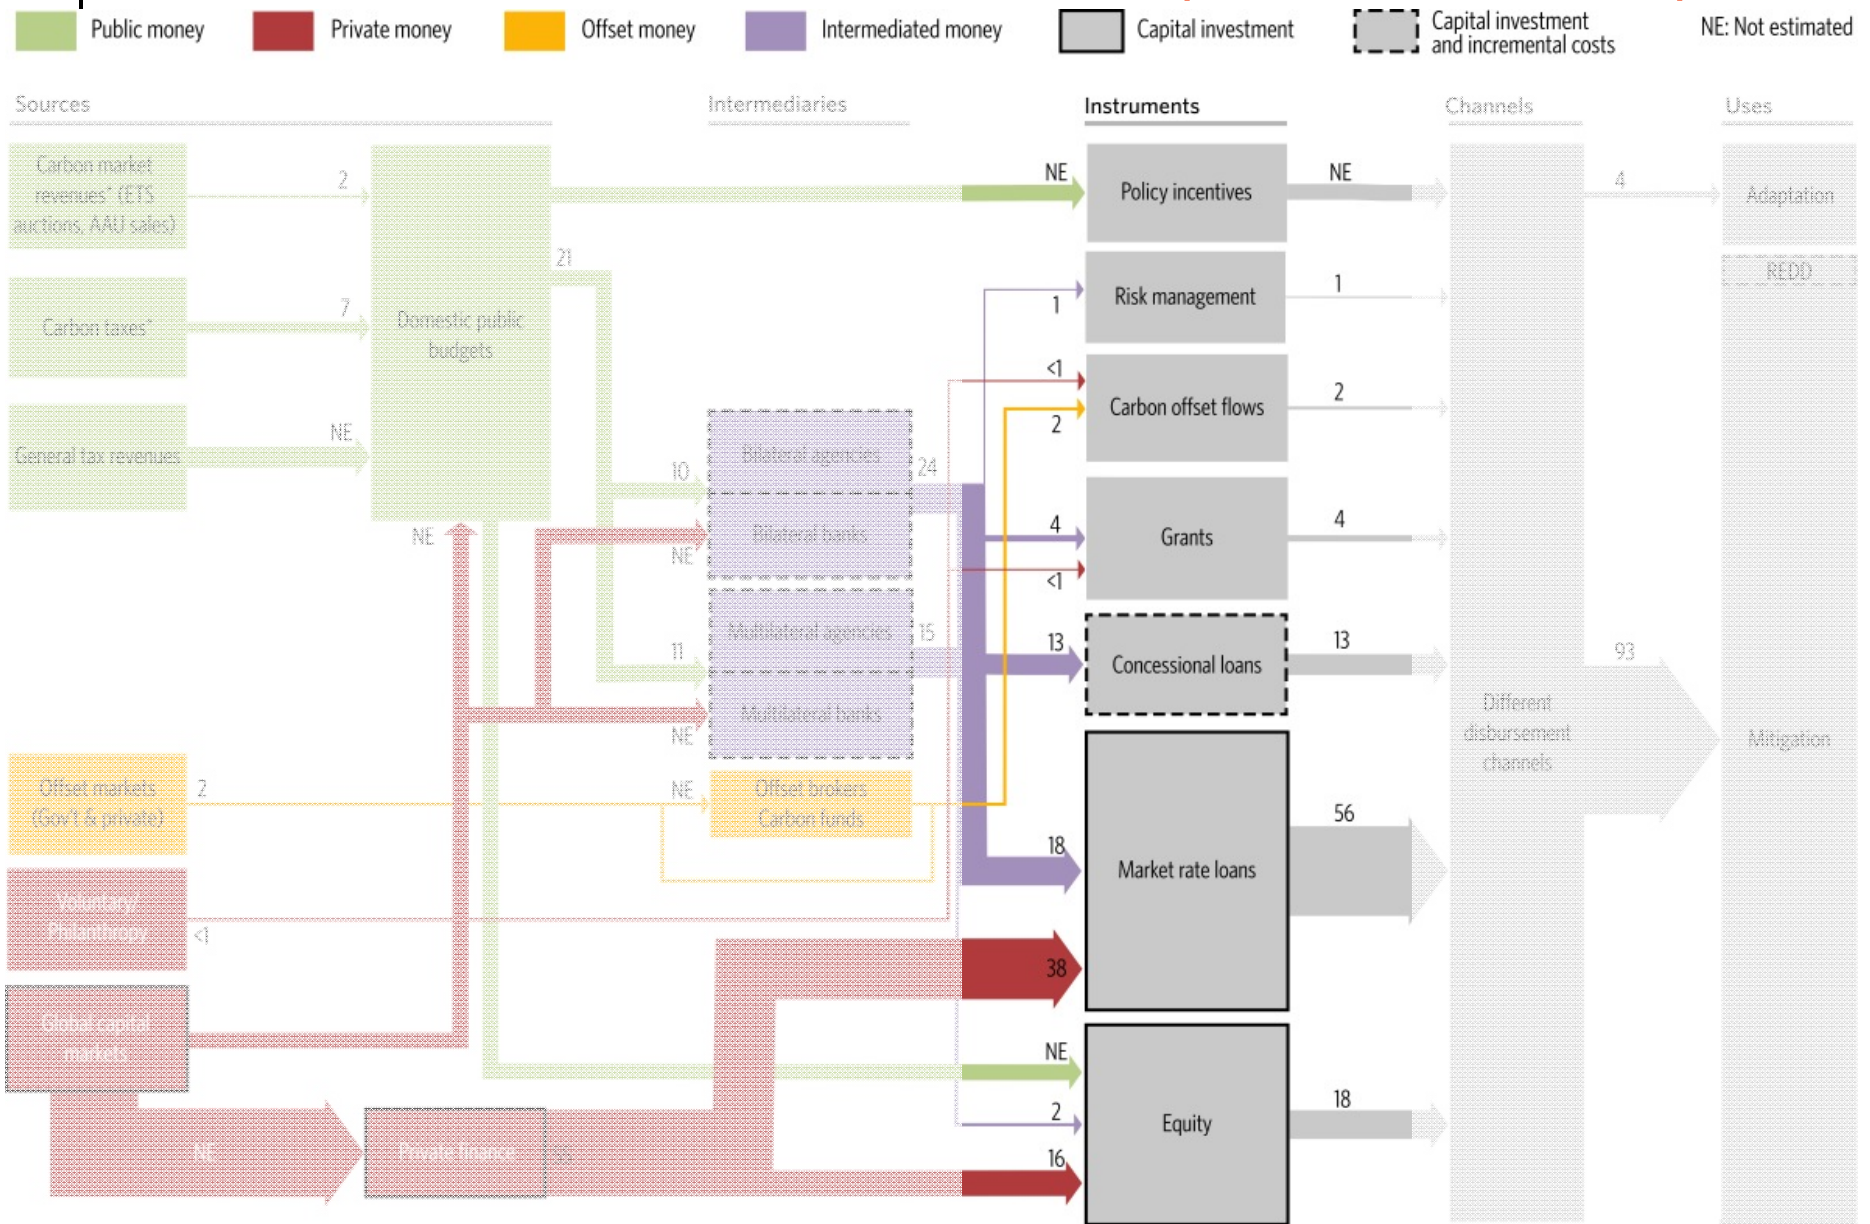 Public money
Private money
Offset money
Intermediated money
Capital investment
Capital investment
and incremental costs
NE: Not estimated
Sources
Intermediaries
Instruments
Channels
Uses
Carbon market
revenues* (ETS
auctions, AAU sales)
2
NE
Policy incentives
NE
4
Adaptation
REDD
21
1
Risk management
1
Carbon taxes*
7
Domestic public
budgets
<1
Carbon offset flows
2
2
General tax revenues
NE
10
Bilateral agencies
24
Bilateral banks
NE
NE
4
Grants
4
<1
Multilateral agencies
15
11
Multilateral banks
NE
13
Concessional loans
13
93
Different
disbursement
channels
Mitigation
Offset markets
(Gov't & private)
2
NE
Offset brokers
Carbon funds
18
Market rate loans
56
38
Voluntary/
Philanthropy
<1
Global capital
markets
NE
Private finance
NE
2
Equity
18
16